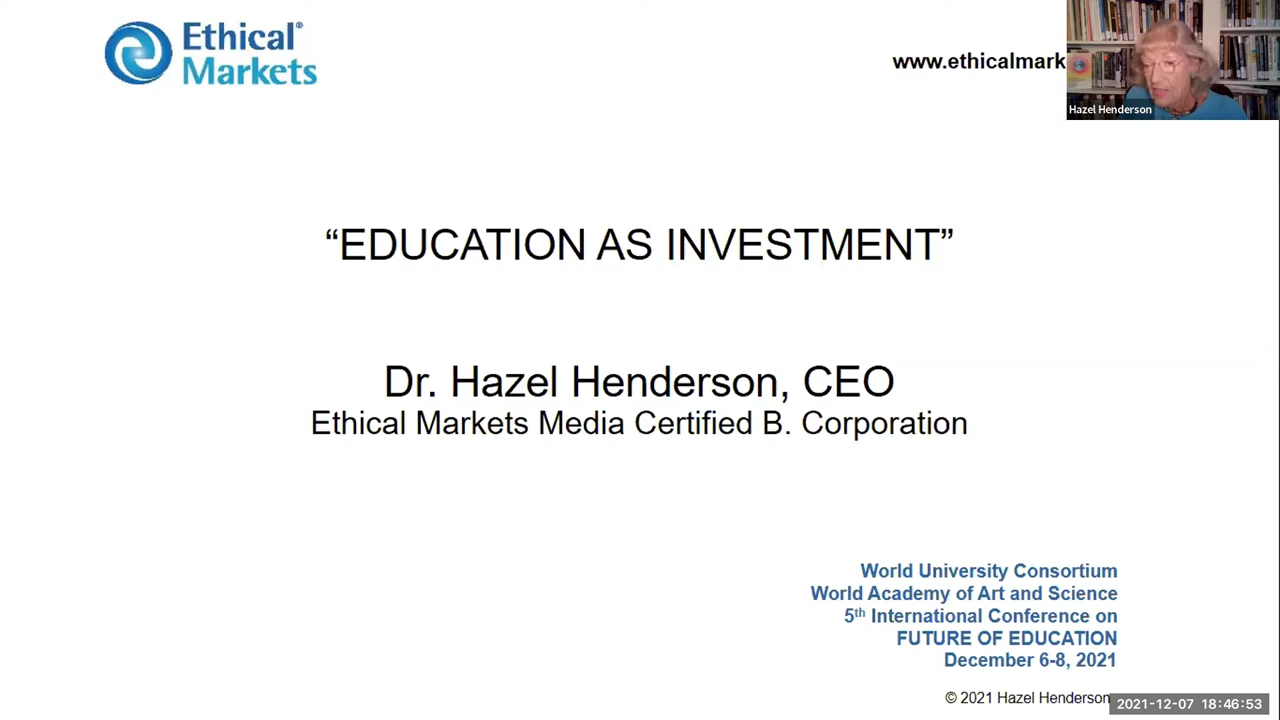 Ethical®
Markets
www.ethicalmark
Hazel Henderson
“EDUCATION AS INVESTMENT”
Dr. Hazel Henderson, CEO
Ethical Markets Media Certified B. Corporation
World University Consortium
World Academy of Art and Science
5th International Conference on
FUTURE OF EDUCATION
December 6-8, 2021
© 2021 Hazel Henderson
2021-12-07 18:46:53